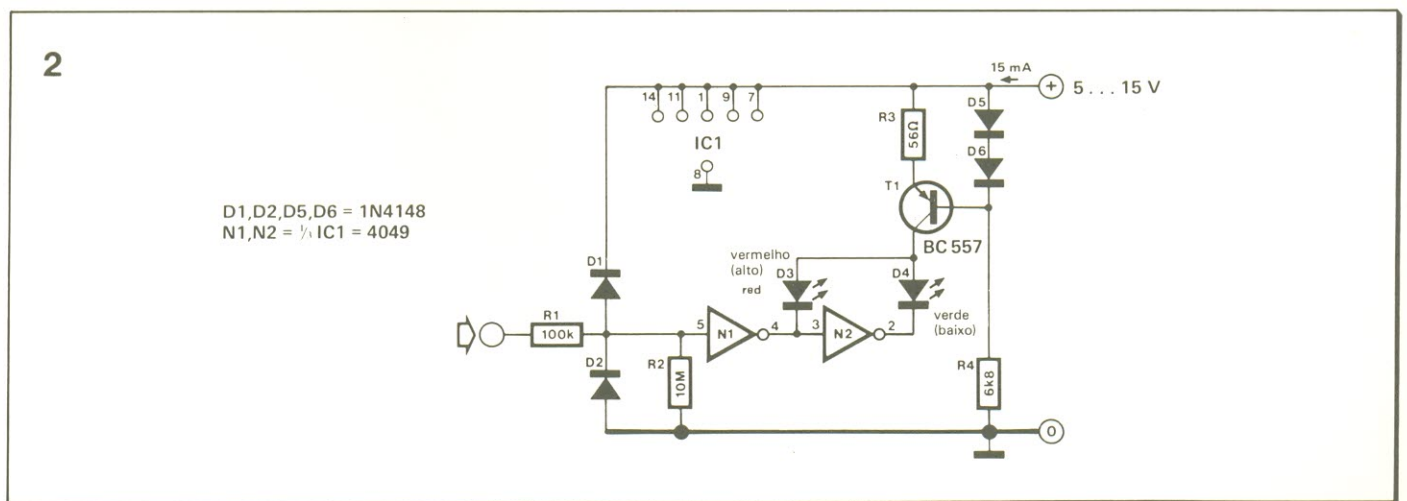 2
15 mA
+ 5 . . . 15 V
14 11 1 9 7
D5
R3
56Ω
IC1
D6
8
T1
D1,D2,D5,D6 = 1N4148
N1,N2 = IC1 = 4049
BC 557
vermelho
(alto)
red
D3
D4
D1
verde
(baixo)
R1
100k
5 N1 4
3 N2 2
D2
R2
10M
R4
6k8
0